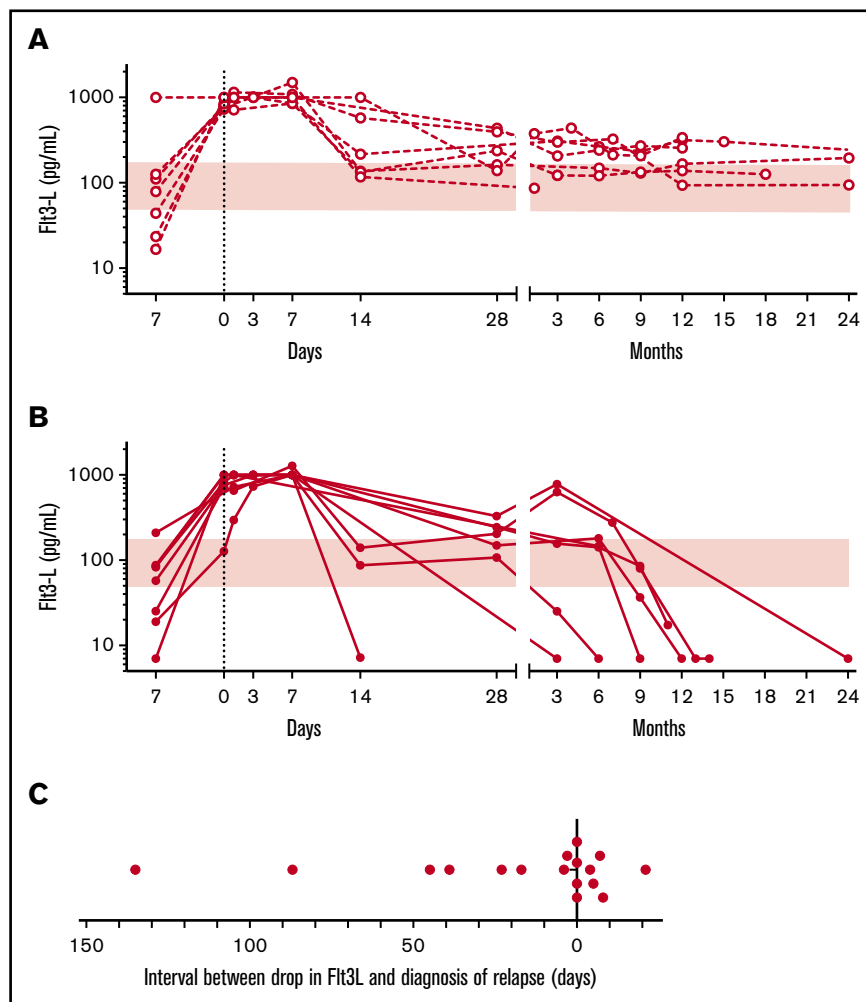 A
1000
100
10
Flt3-L (pg/mL)
7 0 3 7 14 28 3 6 9 12 15 18 21 24
Days Months
B
1000
100
10
Flt3-L (pg/mL)
7 0 3 7 14 28 3 6 9 12 15 18 21 24
Days Months
C
150 100 50 0
Interval between drop in Flt3L and diagnosis of relapse (days)